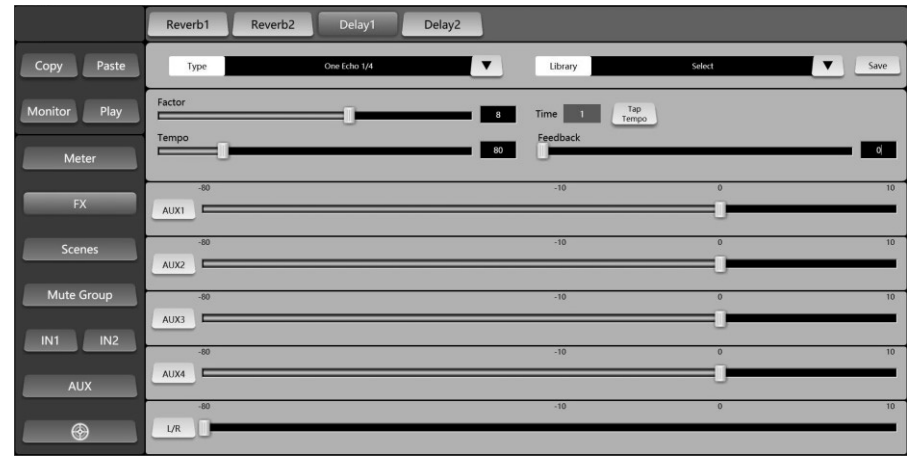 Reverb1 Reverb2 Delay1 Delay2
Copy Paste
Type One Echo 1/4 ▼ Library Select ▼ Save
Monitor Play
Factor 8 Time 1 Tap Tempo
Tempo 80 Feedback 0
Meter
FX
Scenes
Mute Group
IN1 IN2
AUX
-80 -10 0 10
AUX1
-80 -10 0 10
AUX2
-80 -10 0 10
AUX3
-80 -10 0 10
AUX4
-80 -10 0 10
L/R